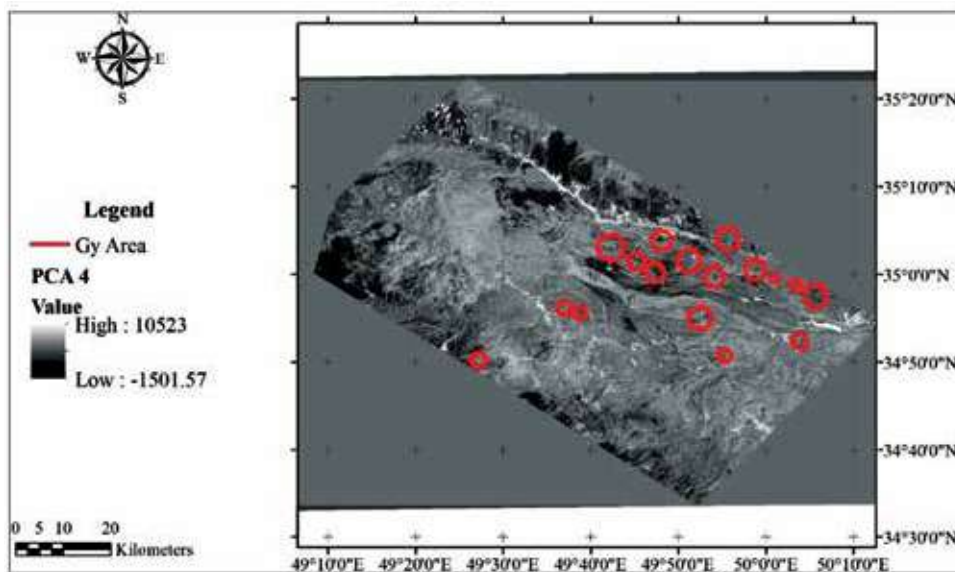 N
W E
S
Legend
Gy Area
PCA 4
Value
High : 10523
Low : -1501.57
0 5 10 20
Kilometers
35°20'0"N
35°10'0"N
35°0'0"N
34°50'0"N
34°40'0"N
34°30'0"N
49°10'0"E 49°20'0"E 49°30'0"E 49°40'0"E 49°50'0"E 50°0'0"E 50°10'0"E